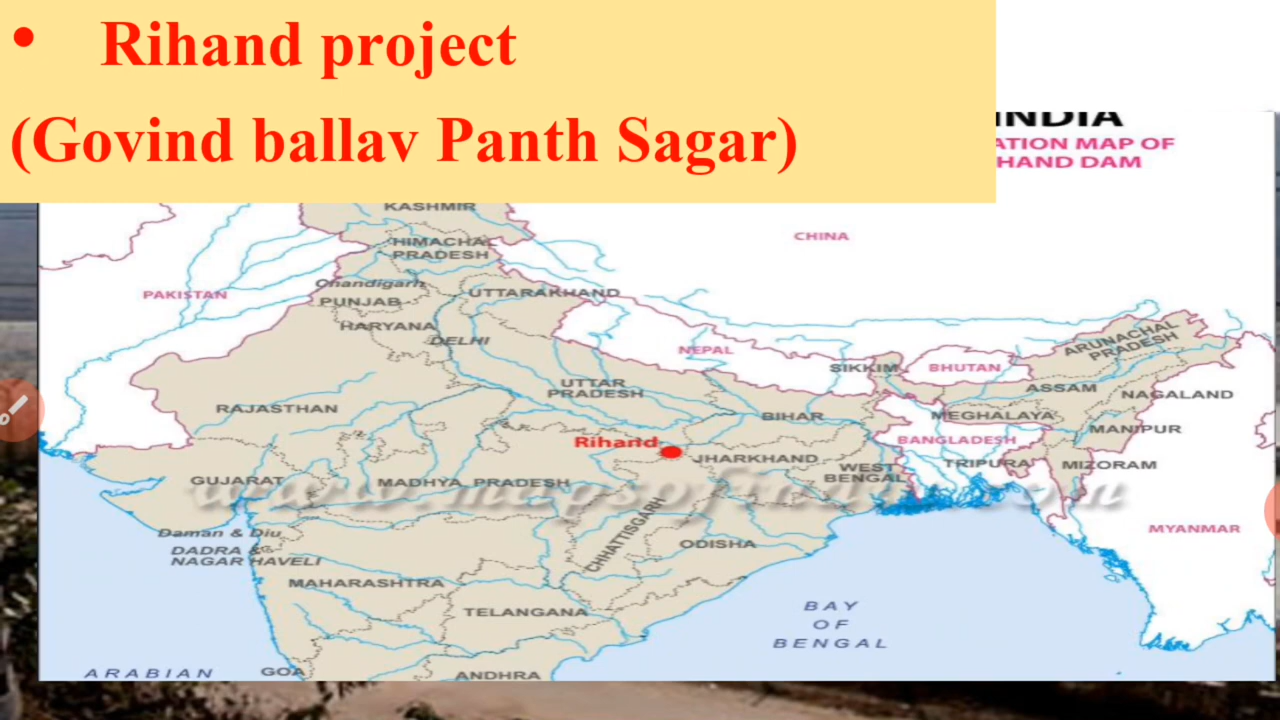 • Rihand project
(Govind ballav Panth Sagar)
INDIA
ATION MAP OF
HAND DAM
KASHMIR
CHINA
HIMACHAL
PRADESH
Chandigarh
PAKISTAN
PUNJAB
UTTARAKHAND
HARYANA
DELHI
ARUNACHAL
PRADESH
NEPAL
SIKKIM
BHUTAN
UTTAR
PRADESH
ASSAM
NAGALAND
RAJASTHAN
BIHAR
MEGHALAYA
MANIPUR
Rihand
BANGLADESH
JHARKHAND
WEST
BENGAL
TRIPURA
MIZORAM
GUJARAT
MADHYA PRADESH
www.mapsofindia.com
Daman & Diu
CHHATTISGARH
MYANMAR
DADRA &
NAGAR HAVELI
ODISHA
MAHARASHTRA
TELANGANA
BAY
OF
BENGAL
ARABIAN
GOA
ANDHRA